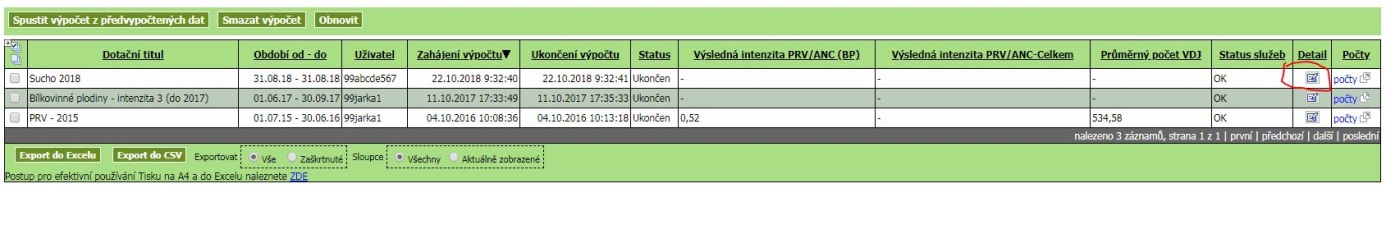 Spustit výpočet z předvypočtených dat Smazat výpočet Obnovit
Dotační titul Období od - do Uživatel Zahájení výpočtu▼ Ukončení výpočtu Status Výsledná intenzita PRV/ANC (BP) Výsledná intenzita PRV/ANC-Celkem Průměrný počet VDJ Status služeb Detail Počty
Sucho 2018 31.08.18 - 31.08.18 99abcde567 22.10.2018 9:32:40 22.10.2018 9:32:41 Ukončen - - - OK počty
Bílkovinné plodiny - intenzita 3 (do 2017) 01.06.17 - 30.09.17 99jarka1 11.10.2017 17:33:49 11.10.2017 17:35:33 Ukončen - - - OK počty
PRV - 2015 01.07.15 - 30.06.16 99jarka1 04.10.2016 10:08:36 04.10.2016 10:13:18 Ukončen 0,52 - 534,58 OK počty
nalezeno 3 záznamů, strana 1 z 1 | první | předchozí | další | poslední
Export do Excelu Export do CSV Exportovat Vše Zaškrtnuté Sloupce Všechny Aktuálně zobrazené
Postup pro efektivní používání Tisku na A4 a do Excelu naleznete ZDE